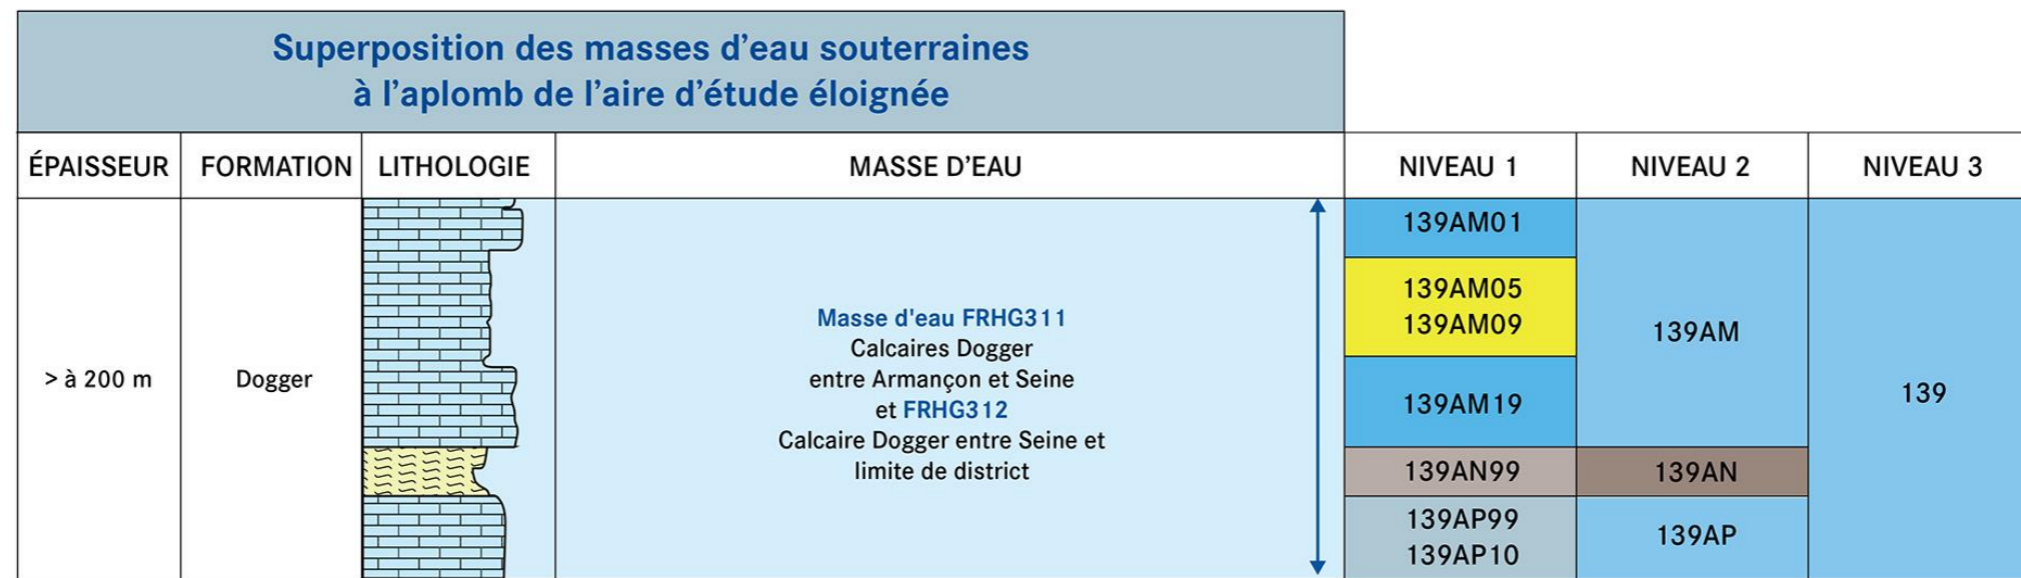 Superposition des masses d'eau souterraines
à l'aplomb de l'aire d'étude éloignée
ÉPAISSEUR
FORMATION
LITHOLOGIE
MASSE D'EAU
NIVEAU 1
NIVEAU 2
NIVEAU 3
> à 200 m
Dogger
Masse d'eau FRHG311
Calcaires Dogger
entre Armançon et Seine
et FRHG312
Calcaire Dogger entre Seine et
limite de district
139AM01
139AM05
139AM09
139AM19
139AN99
139AP99
139AP10
139AM
139AN
139AP
139